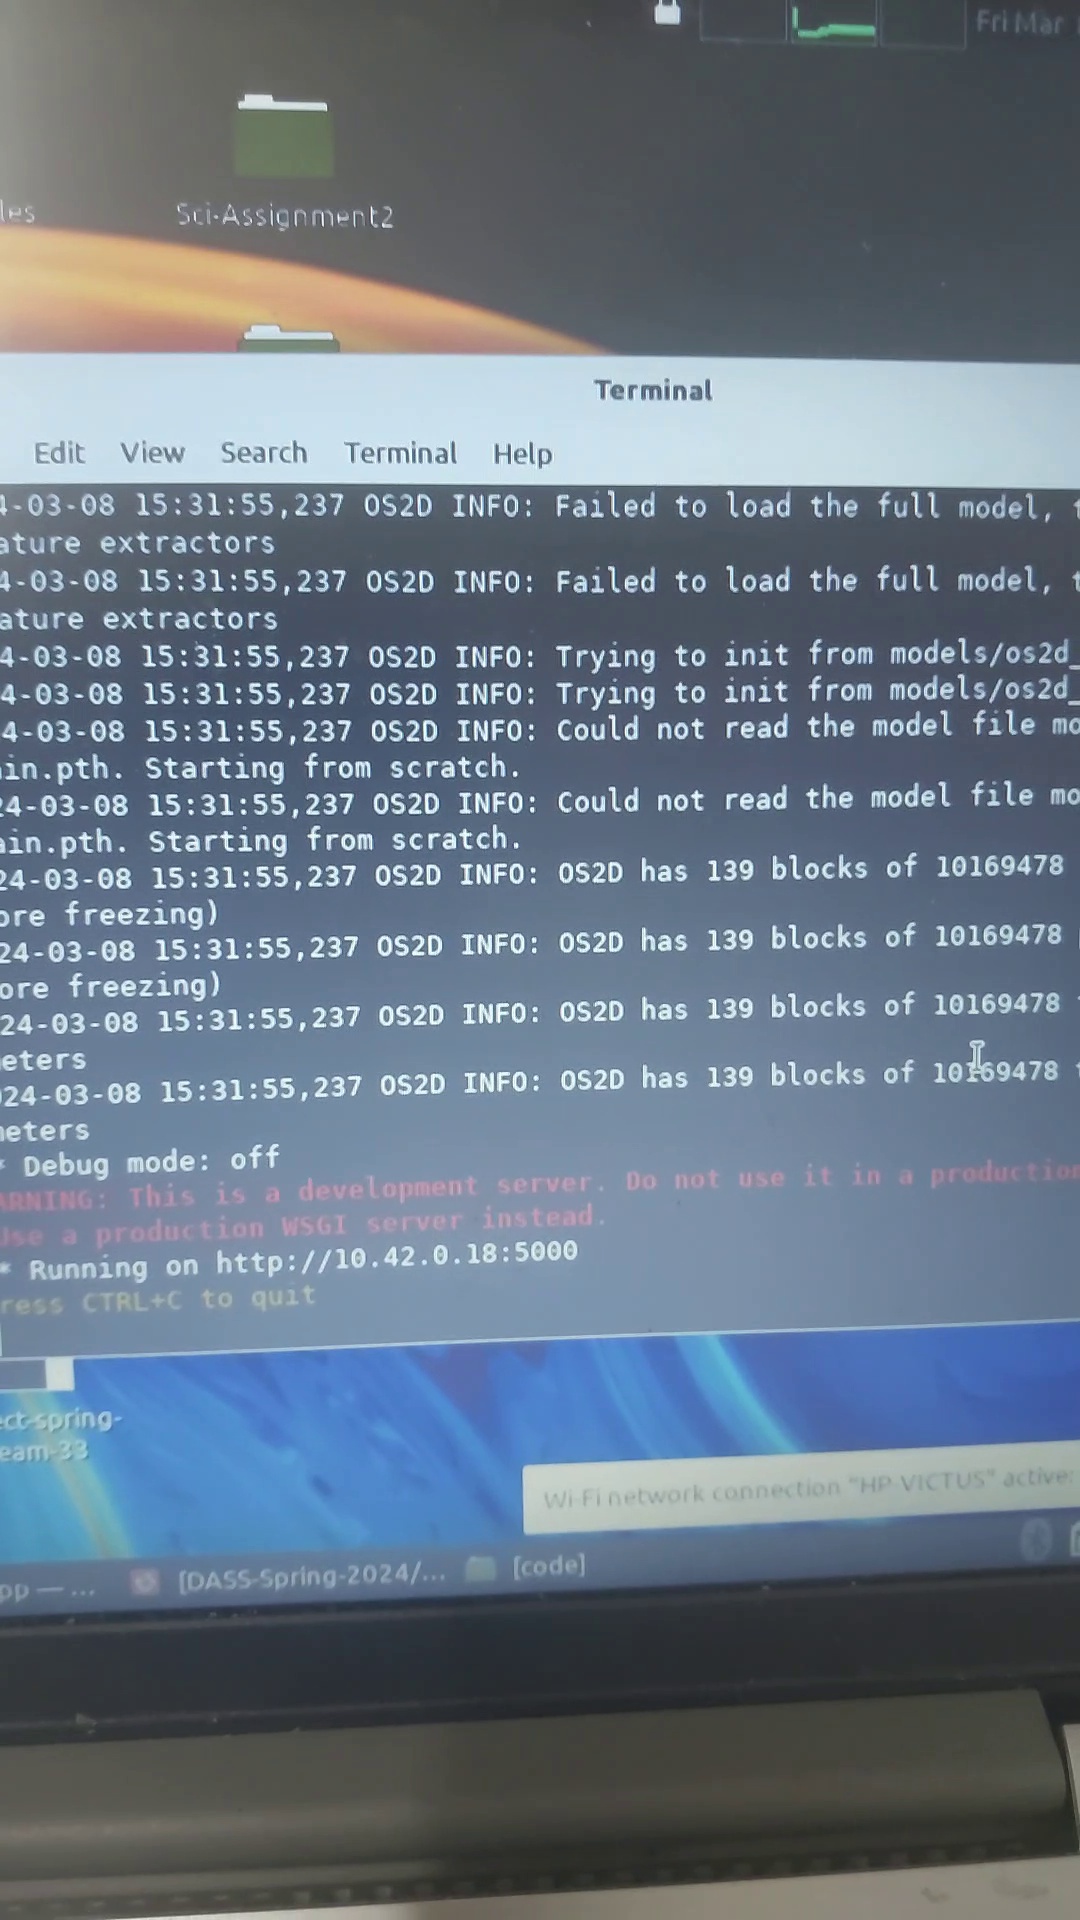 Fri Mar
les
Sci-Assignment2
Terminal
Edit View Search Terminal Help
4-03-08 15:31:55,237 OS2D INFO: Failed to load the full model,
ature extractors
4-03-08 15:31:55,237 OS2D INFO: Failed to load the full model,
ature extractors
4-03-08 15:31:55,237 OS2D INFO: Trying to init from models/os2d_
4-03-08 15:31:55,237 OS2D INFO: Trying to init from models/os2d_
4-03-08 15:31:55,237 OS2D INFO: Could not read the model file mo
in.pth. Starting from scratch.
24-03-08 15:31:55,237 OS2D INFO: Could not read the model file mo
ain.pth. Starting from scratch.
24-03-08 15:31:55,237 OS2D INFO: OS2D has 139 blocks of 10169478
ore freezing)
24-03-08 15:31:55,237 OS2D INFO: OS2D has 139 blocks of 10169478
ore freezing)
24-03-08 15:31:55,237 OS2D INFO: OS2D has 139 blocks of 10169478
eters
024-03-08 15:31:55,237 OS2D INFO: OS2D has 139 blocks of 10169478
meters
* Debug mode: off
ARNING: This is a development server. Do not use it in a production
Use a production WSGI server instead.
* Running on http://10.42.0.18:5000
ress CTRL+C to quit
ect-spring-
eam-33
Wi-Fi network connection "HP VICTUS" active:
pp — ... [DASS-Spring-2024/... [code]